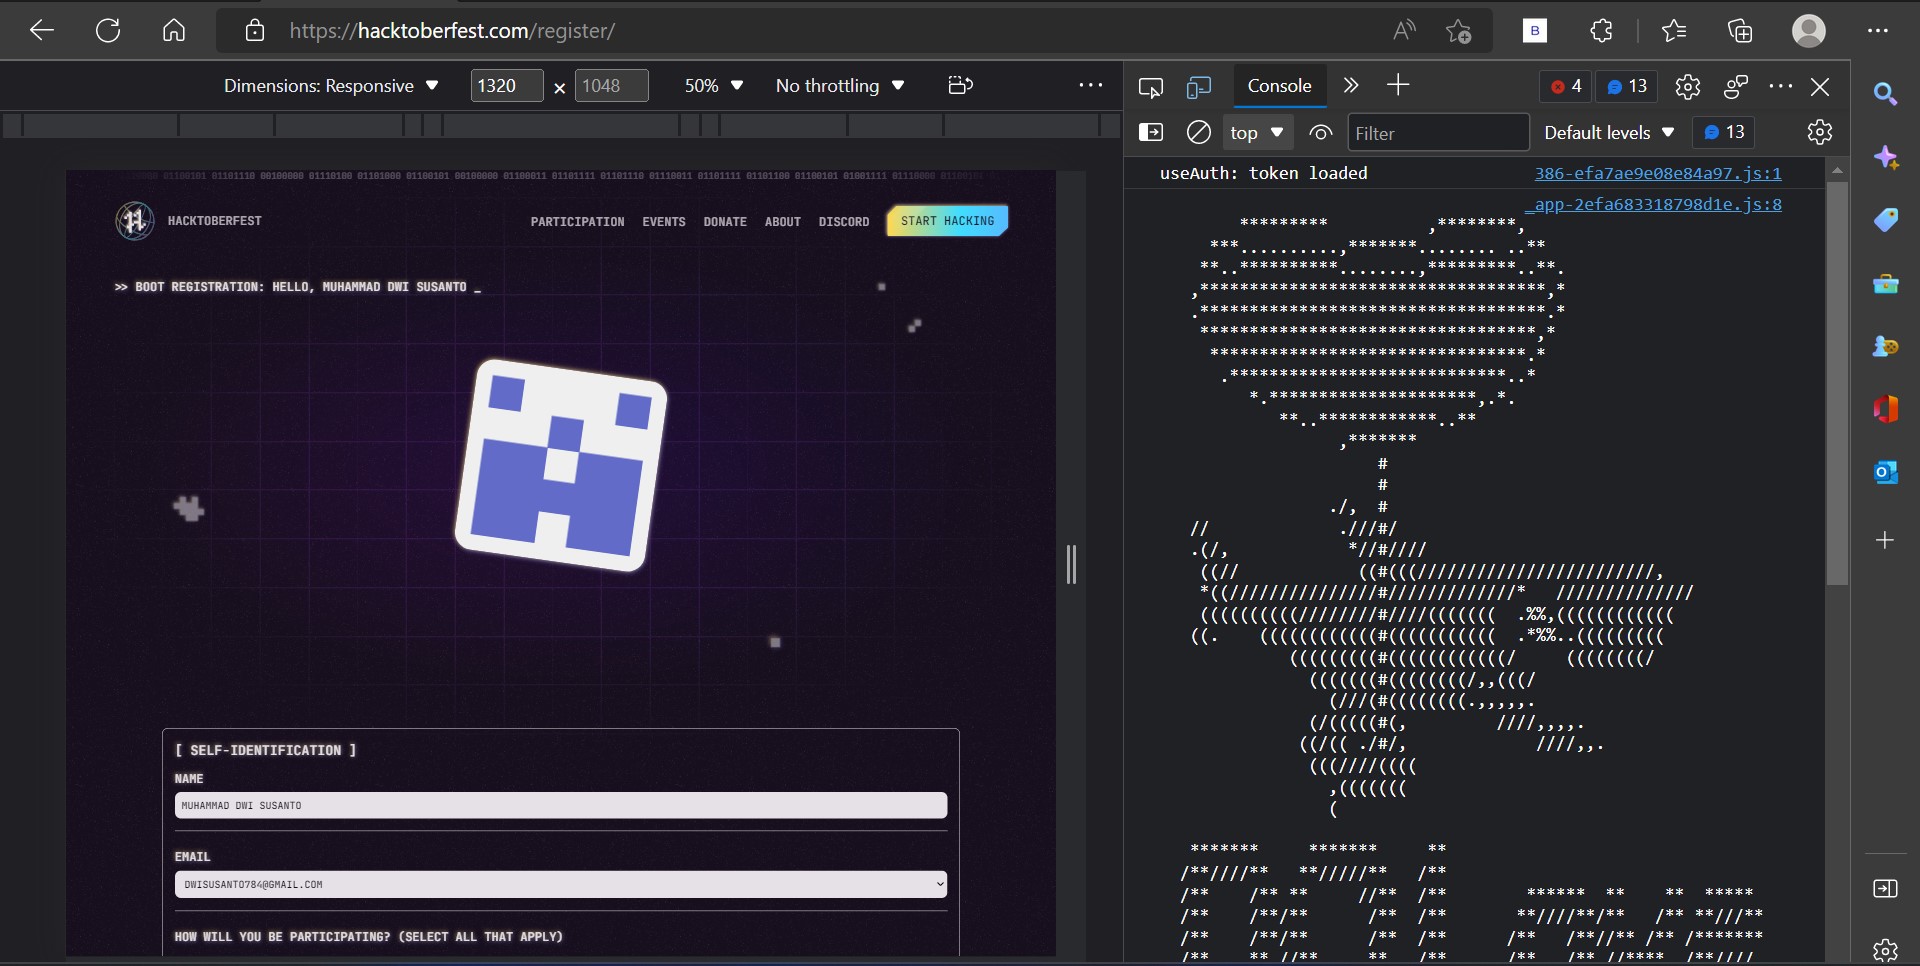 https://hacktoberfest.com/register/
Dimensions: Responsive
1320
×
1048
50%
No throttling
Console
4
13
top
Filter
Default levels
13
useAuth: token loaded
386-efa7ae9e08e84a97.js:1
_app-2efa683318798d1e.js:8
HACKTOBERFEST
PARTICIPATION
EVENTS
DONATE
ABOUT
DISCORD
START HACKING
>> BOOT REGISTRATION: HELLO, MUHAMMAD DWI SUSANTO _
[ SELF-IDENTIFICATION ]
NAME
MUHAMMAD DWI SUSANTO
EMAIL
DWISUSANTO784@GMAIL.COM
HOW WILL YOU BE PARTICIPATING? (SELECT ALL THAT APPLY)